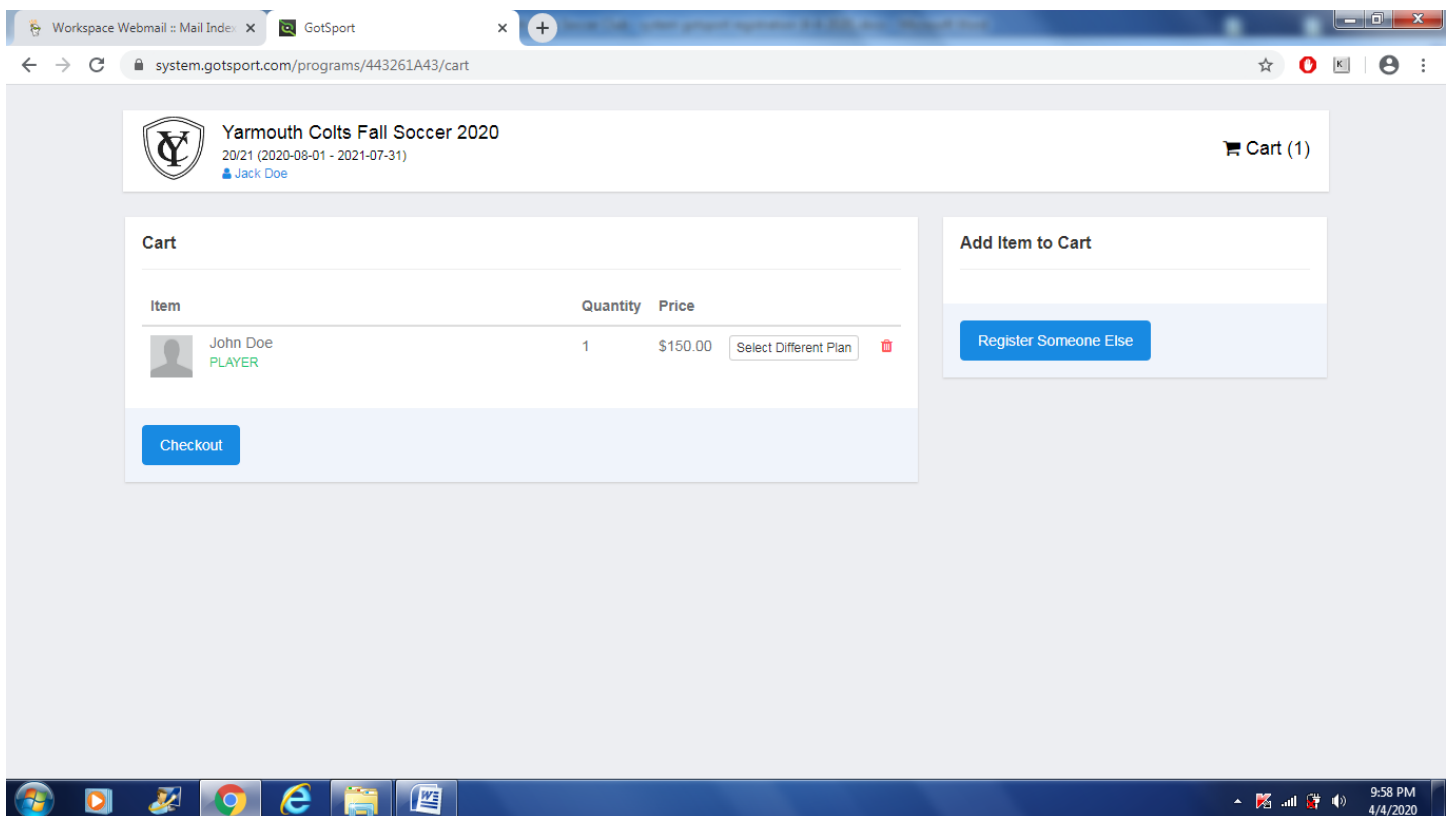 Workspace Webmail :: Mail Index
GotSport
system.gotsport.com/programs/443261A43/cart
K
YC
Yarmouth Colts Fall Soccer 2020
20/21 (2020-08-01 - 2021-07-31)
Jack Doe
Cart (1)
Cart
Item Quantity Price
John Doe 1 $150.00 Select Different Plan
PLAYER
Checkout
Add Item to Cart
Register Someone Else
9:58 PM
4/4/2020